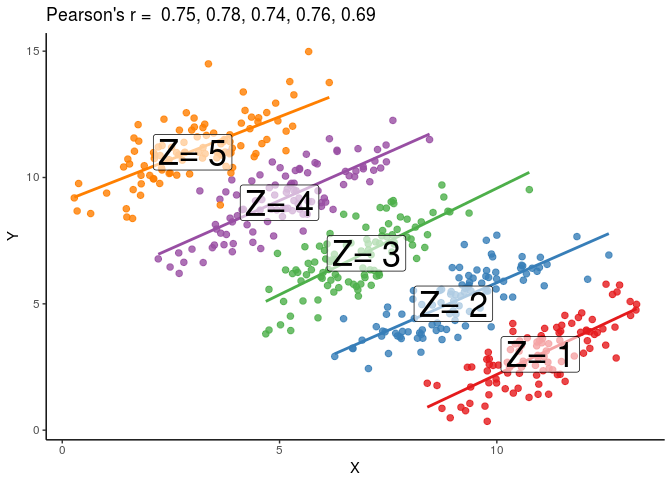 Pearson's r =  0.75, 0.78, 0.74, 0.76, 0.69
15
10
5
0
Y
Z= 5
Z= 4
Z= 3
Z= 2
Z= 1
0 5 10
X